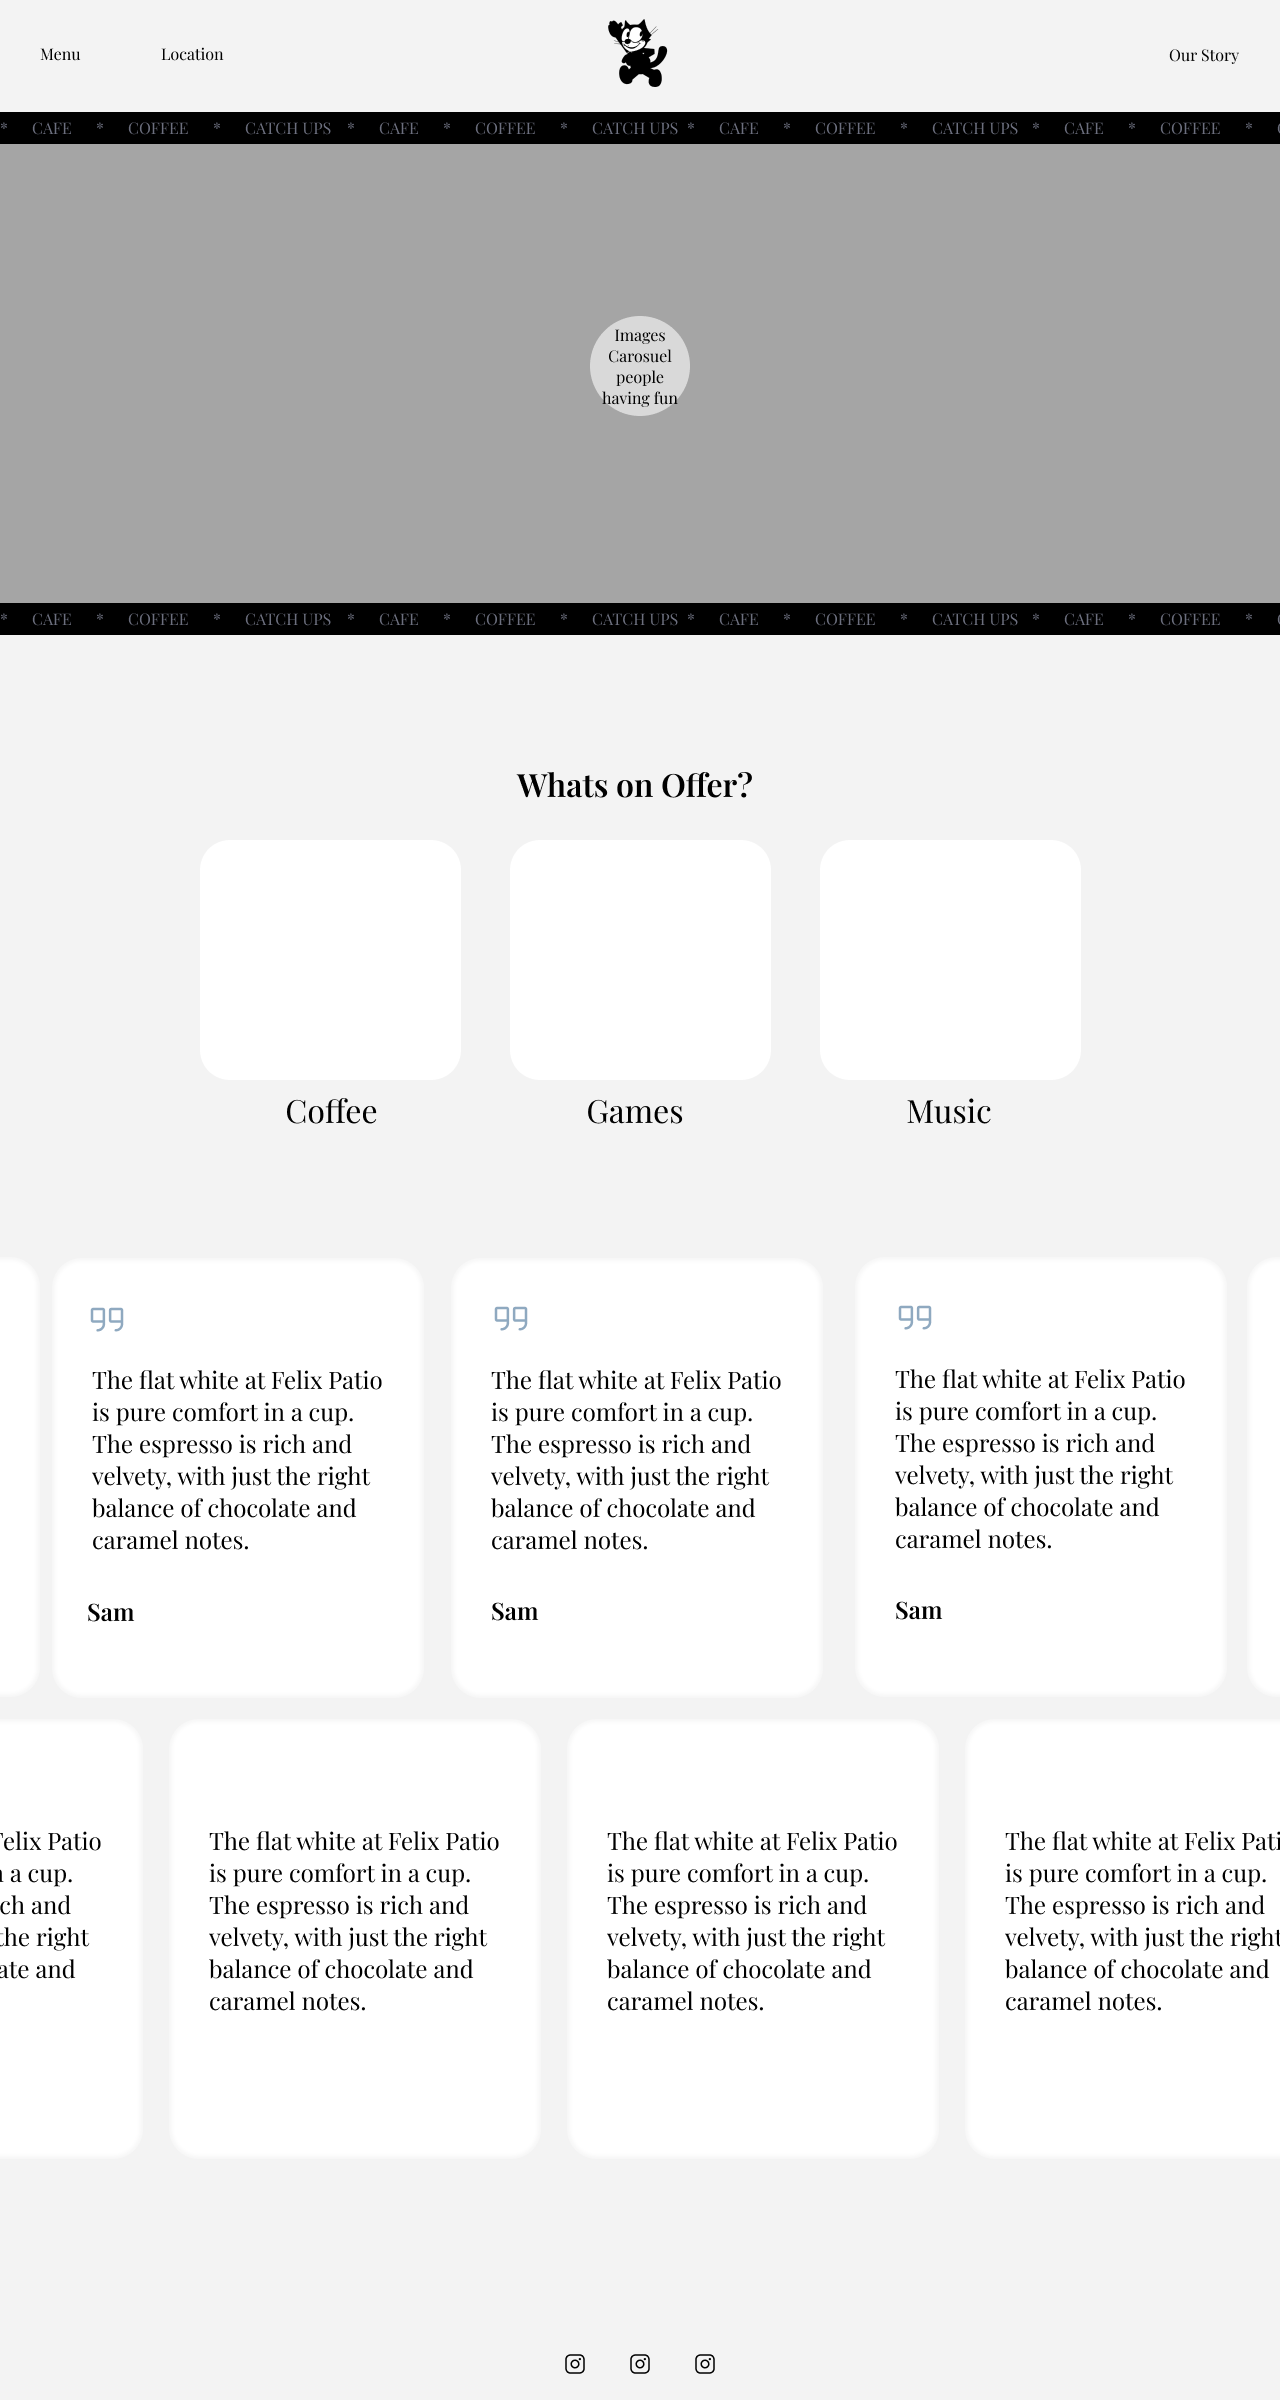 Menu Location Our Story
* CAFE * COFFEE * CATCH UPS * CAFE * COFFEE * CATCH UPS * CAFE * COFFEE * CATCH UPS * CAFE * COFFEE *
Images
Carosuel
people
having fun
* CAFE * COFFEE * CATCH UPS * CAFE * COFFEE * CATCH UPS * CAFE * COFFEE * CATCH UPS * CAFE * COFFEE *
Whats on Offer?
Coffee
Games
Music
The flat white at Felix Patio
is pure comfort in a cup.
The espresso is rich and
velvety, with just the right
balance of chocolate and
caramel notes.
Sam
The flat white at Felix Patio
is pure comfort in a cup.
The espresso is rich and
velvety, with just the right
balance of chocolate and
caramel notes.
Sam
The flat white at Felix Patio
is pure comfort in a cup.
The espresso is rich and
velvety, with just the right
balance of chocolate and
caramel notes.
Sam
Patio
a cup.
and
right
and
The flat white at Felix Patio
is pure comfort in a cup.
The espresso is rich and
velvety, with just the right
balance of chocolate and
caramel notes.
The flat white at Felix Patio
is pure comfort in a cup.
The espresso is rich and
velvety, with just the right
balance of chocolate and
caramel notes.
The flat white at Felix Pati
is pure comfort in a cup.
The espresso is rich and
velvety, with just the right
balance of chocolate and
caramel notes.